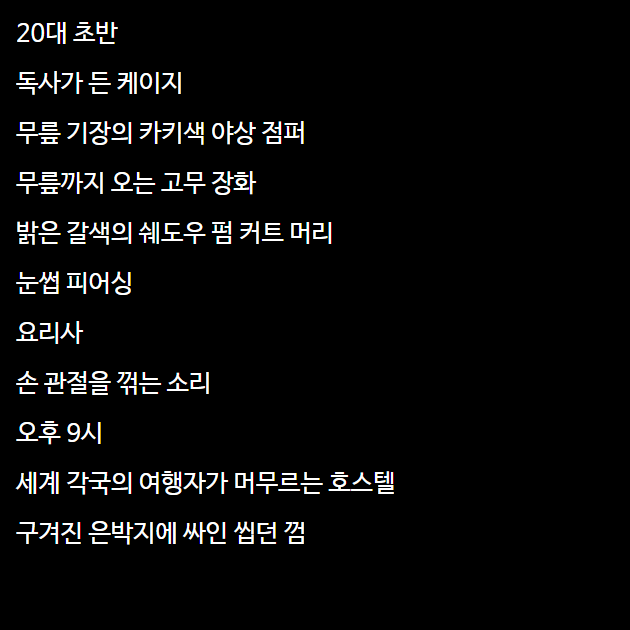 20대 초반
독사가 든 케이지
무릎 기장의 카키색 야상 점퍼
무릎까지 오는 고무 장화
밝은 갈색의 쉐도우 펌 커트 머리
눈썹 피어싱
요리사
손 관절을 꺾는 소리
오후 9시
세계 각국의 여행자가 머무르는 호스텔
구겨진 은박지에 싸인 씹던 껌